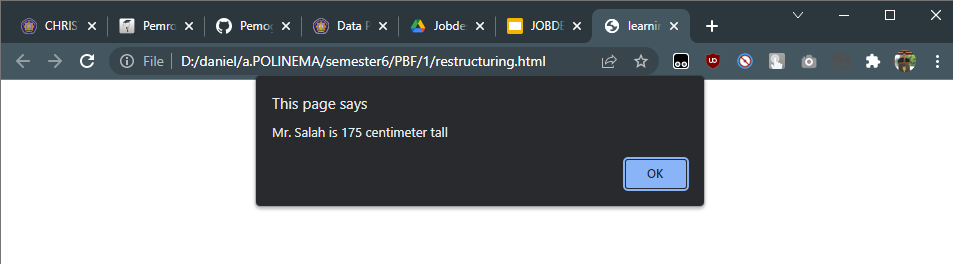 CHRIS
Pemro
Pemog
Data P
Jobdes
JOBDE
learnin
File
D:/daniel/a.POLINEMA/semester6/PBF/1/restructuring.html
This page says
Mr. Salah is 175 centimeter tall
OK